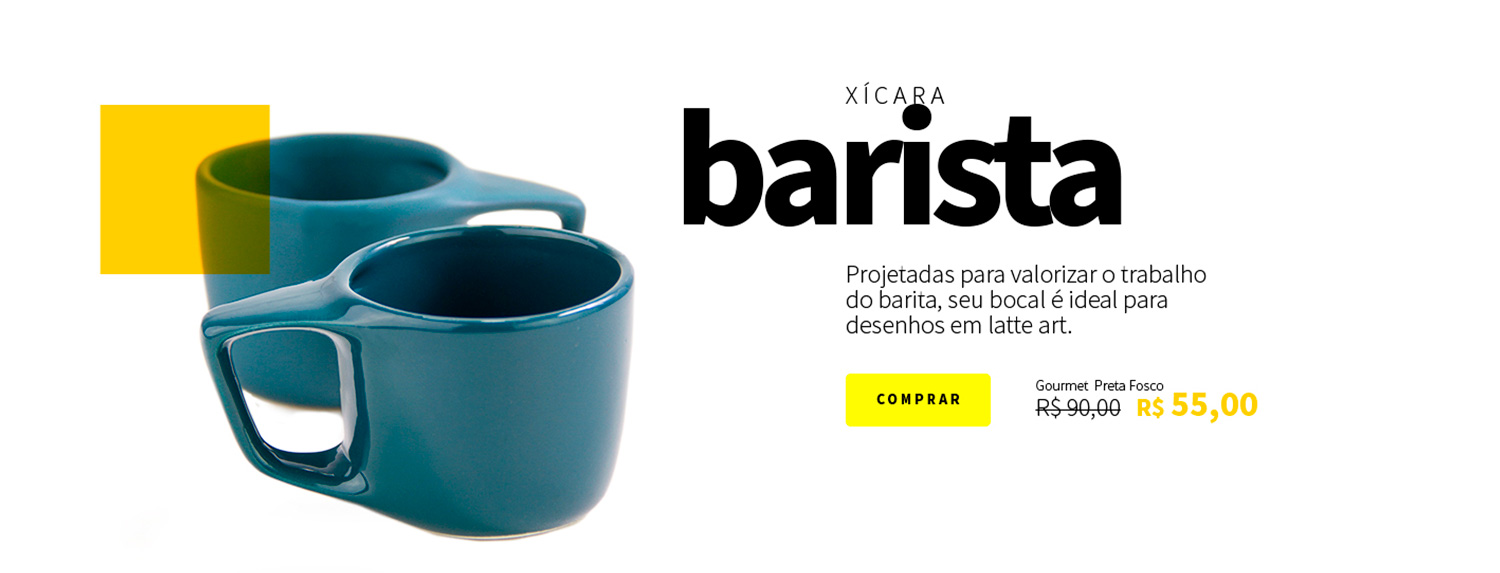 XÍCARA
barista
Projetadas para valorizar o trabalho
do barita, seu bocal é ideal para
desenhos em latte art.
COMPRAR
Gourmet Preta Fosco
R$ 90,00 R$ 55,00